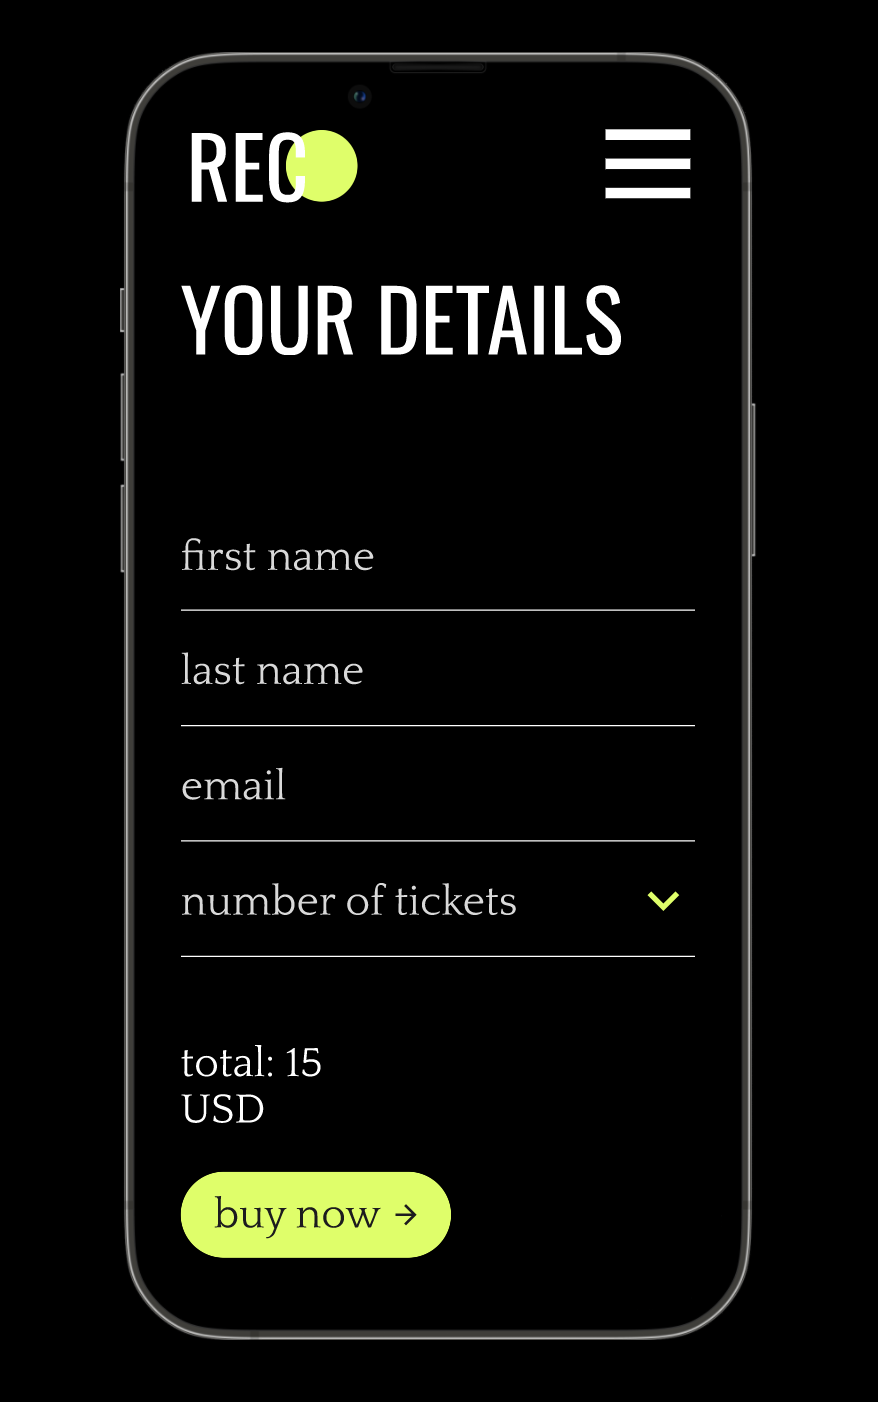 REC
YOUR DETAILS
first name
last name
email
number of tickets
total: 15
USD
buy now →